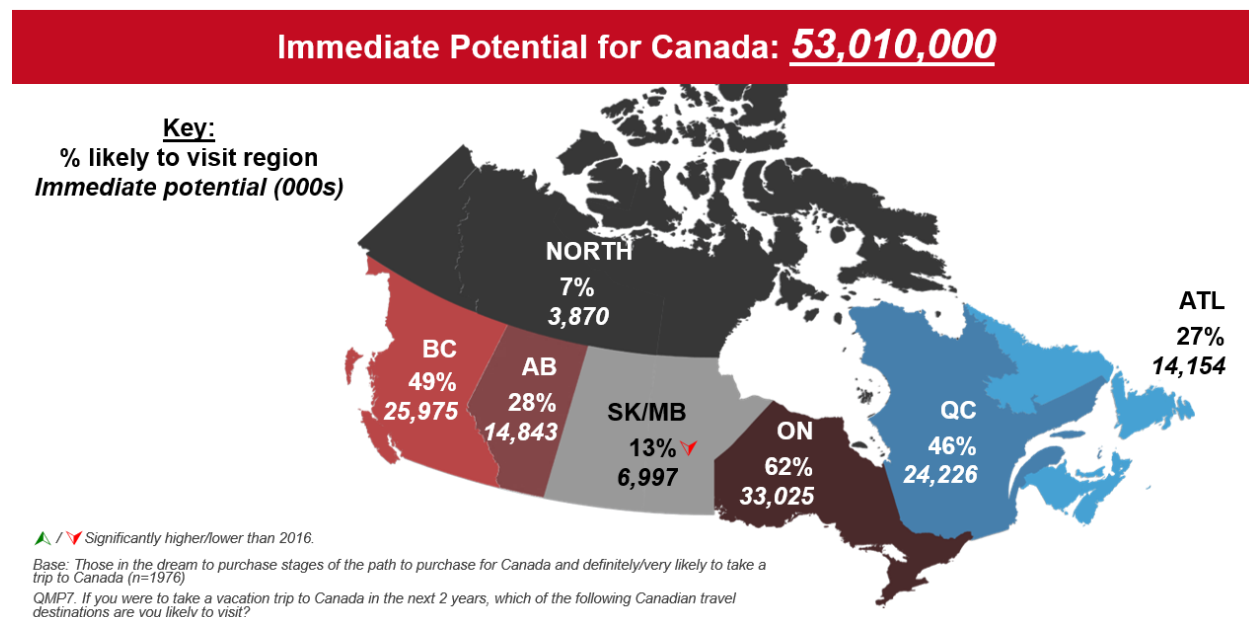 Immediate Potential for Canada: 53,010,000
Key:
% likely to visit region
Immediate potential (000s)
NORTH
7%
3,870
BC
49%
25,975
AB
28%
14,843
SK/MB
13%
6,997
ON
62%
33,025
QC
46%
24,226
ATL
27%
14,154
/ Significantly higher/lower than 2016.
Base: Those in the dream to purchase stages of the path to purchase for Canada and definitely/very likely to take a
trip to Canada (n=1976)
QMP7. If you were to take a vacation trip to Canada in the next 2 years, which of the following Canadian travel
destinations are you likely to visit?